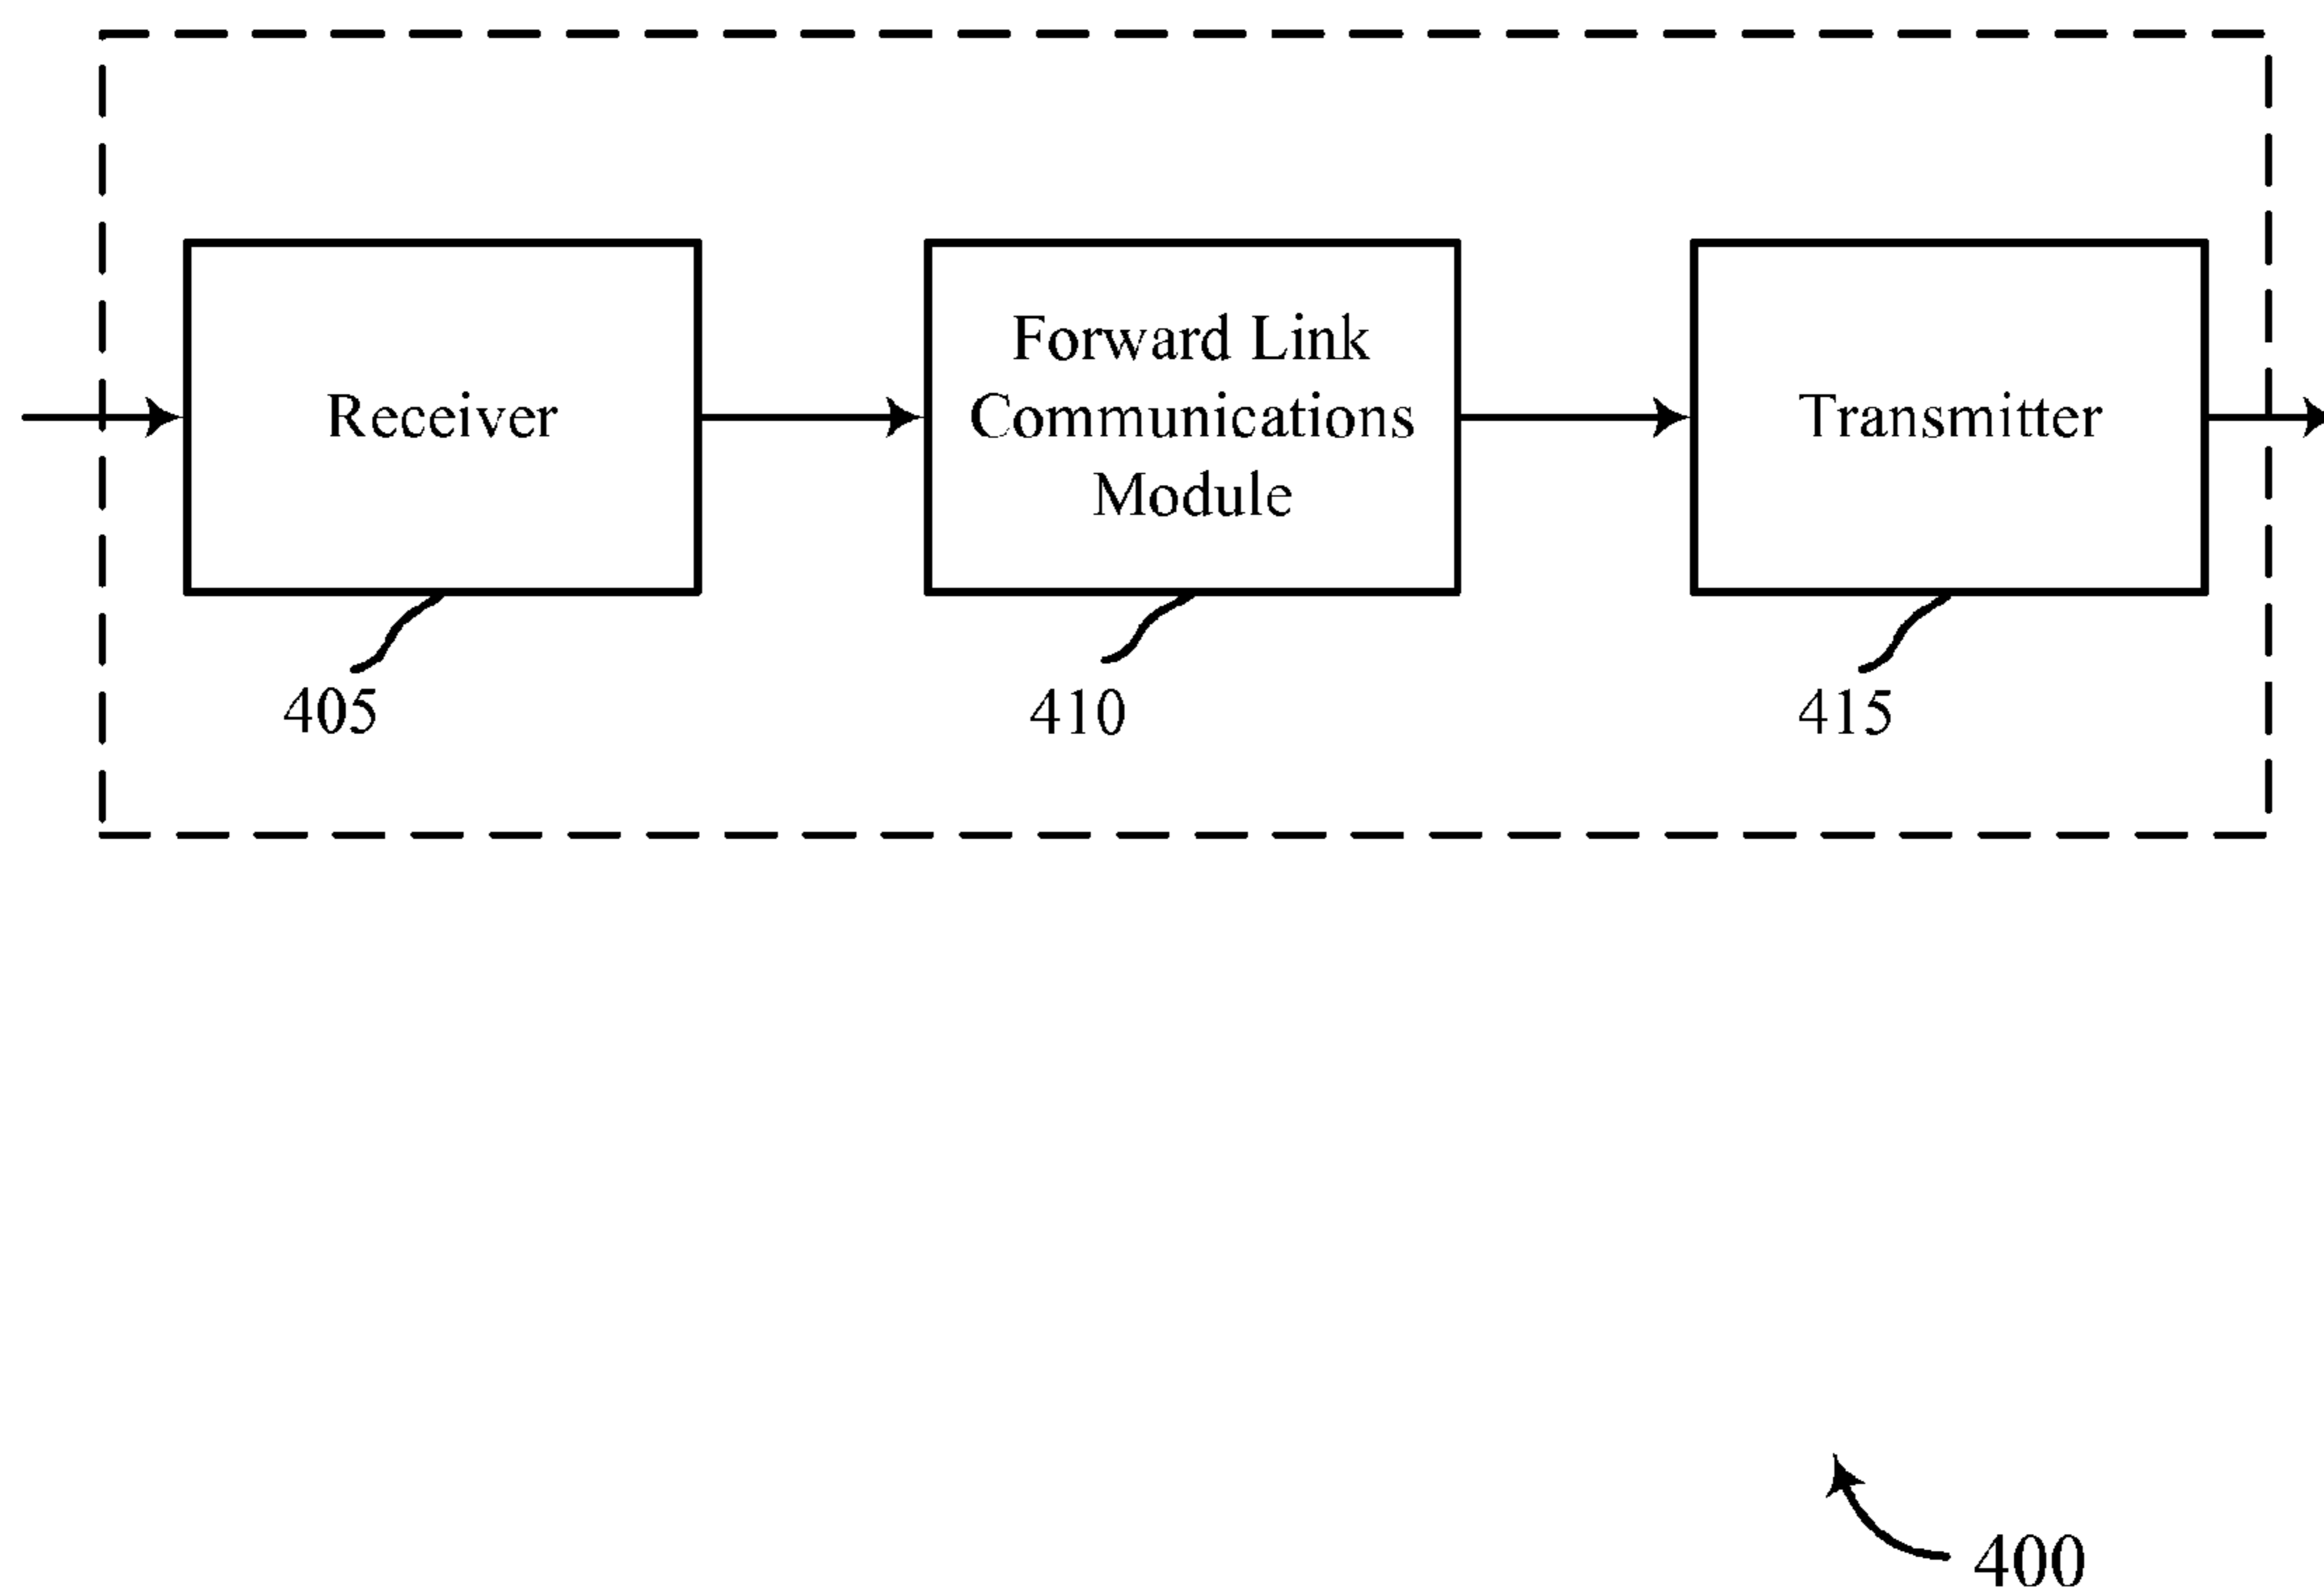 Receiver
Forward Link
Communications
Module
Transmitter
405
410
415
400